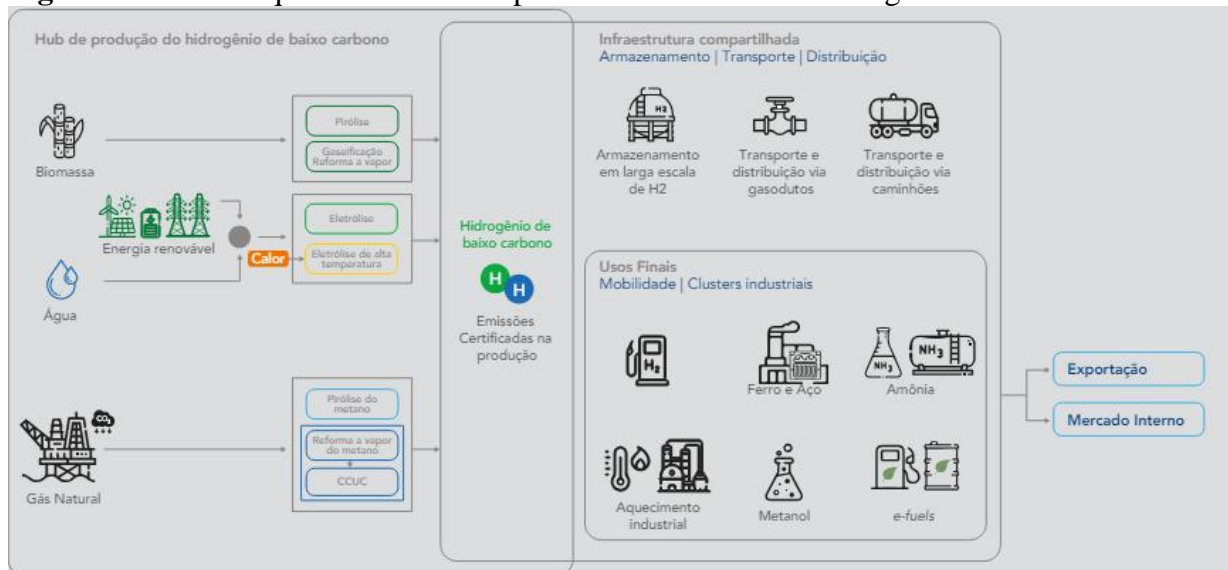 Hub de produção do hidrogênio de baixo carbono
Biomassa
Pirólise
Gaseificação
Reforma a vapor
Energia renovável
Água
Calor
Eletrólise
Eletrólise de alta
temperatura
CO₂
Gás Natural
Pirólise do
metano
Reforma a vapor
do metano
CCUC
Hidrogênio de
baixo carbono
H
H
Emissões
Certificadas na
produção
Infraestrutura compartilhada
Armazenamento | Transporte | Distribuição
H2
Armazenamento
em larga escala
de H2
Transporte e
distribuição via
gasodutos
Transporte e
distribuição via
caminhões
Usos Finais
Mobilidade | Clusters industriais
H₂
Ferro e Aço
NH₃
NH₃
Amônia
Aquecimento
industrial
Metanol
e-fuels
Exportação
Mercado Interno